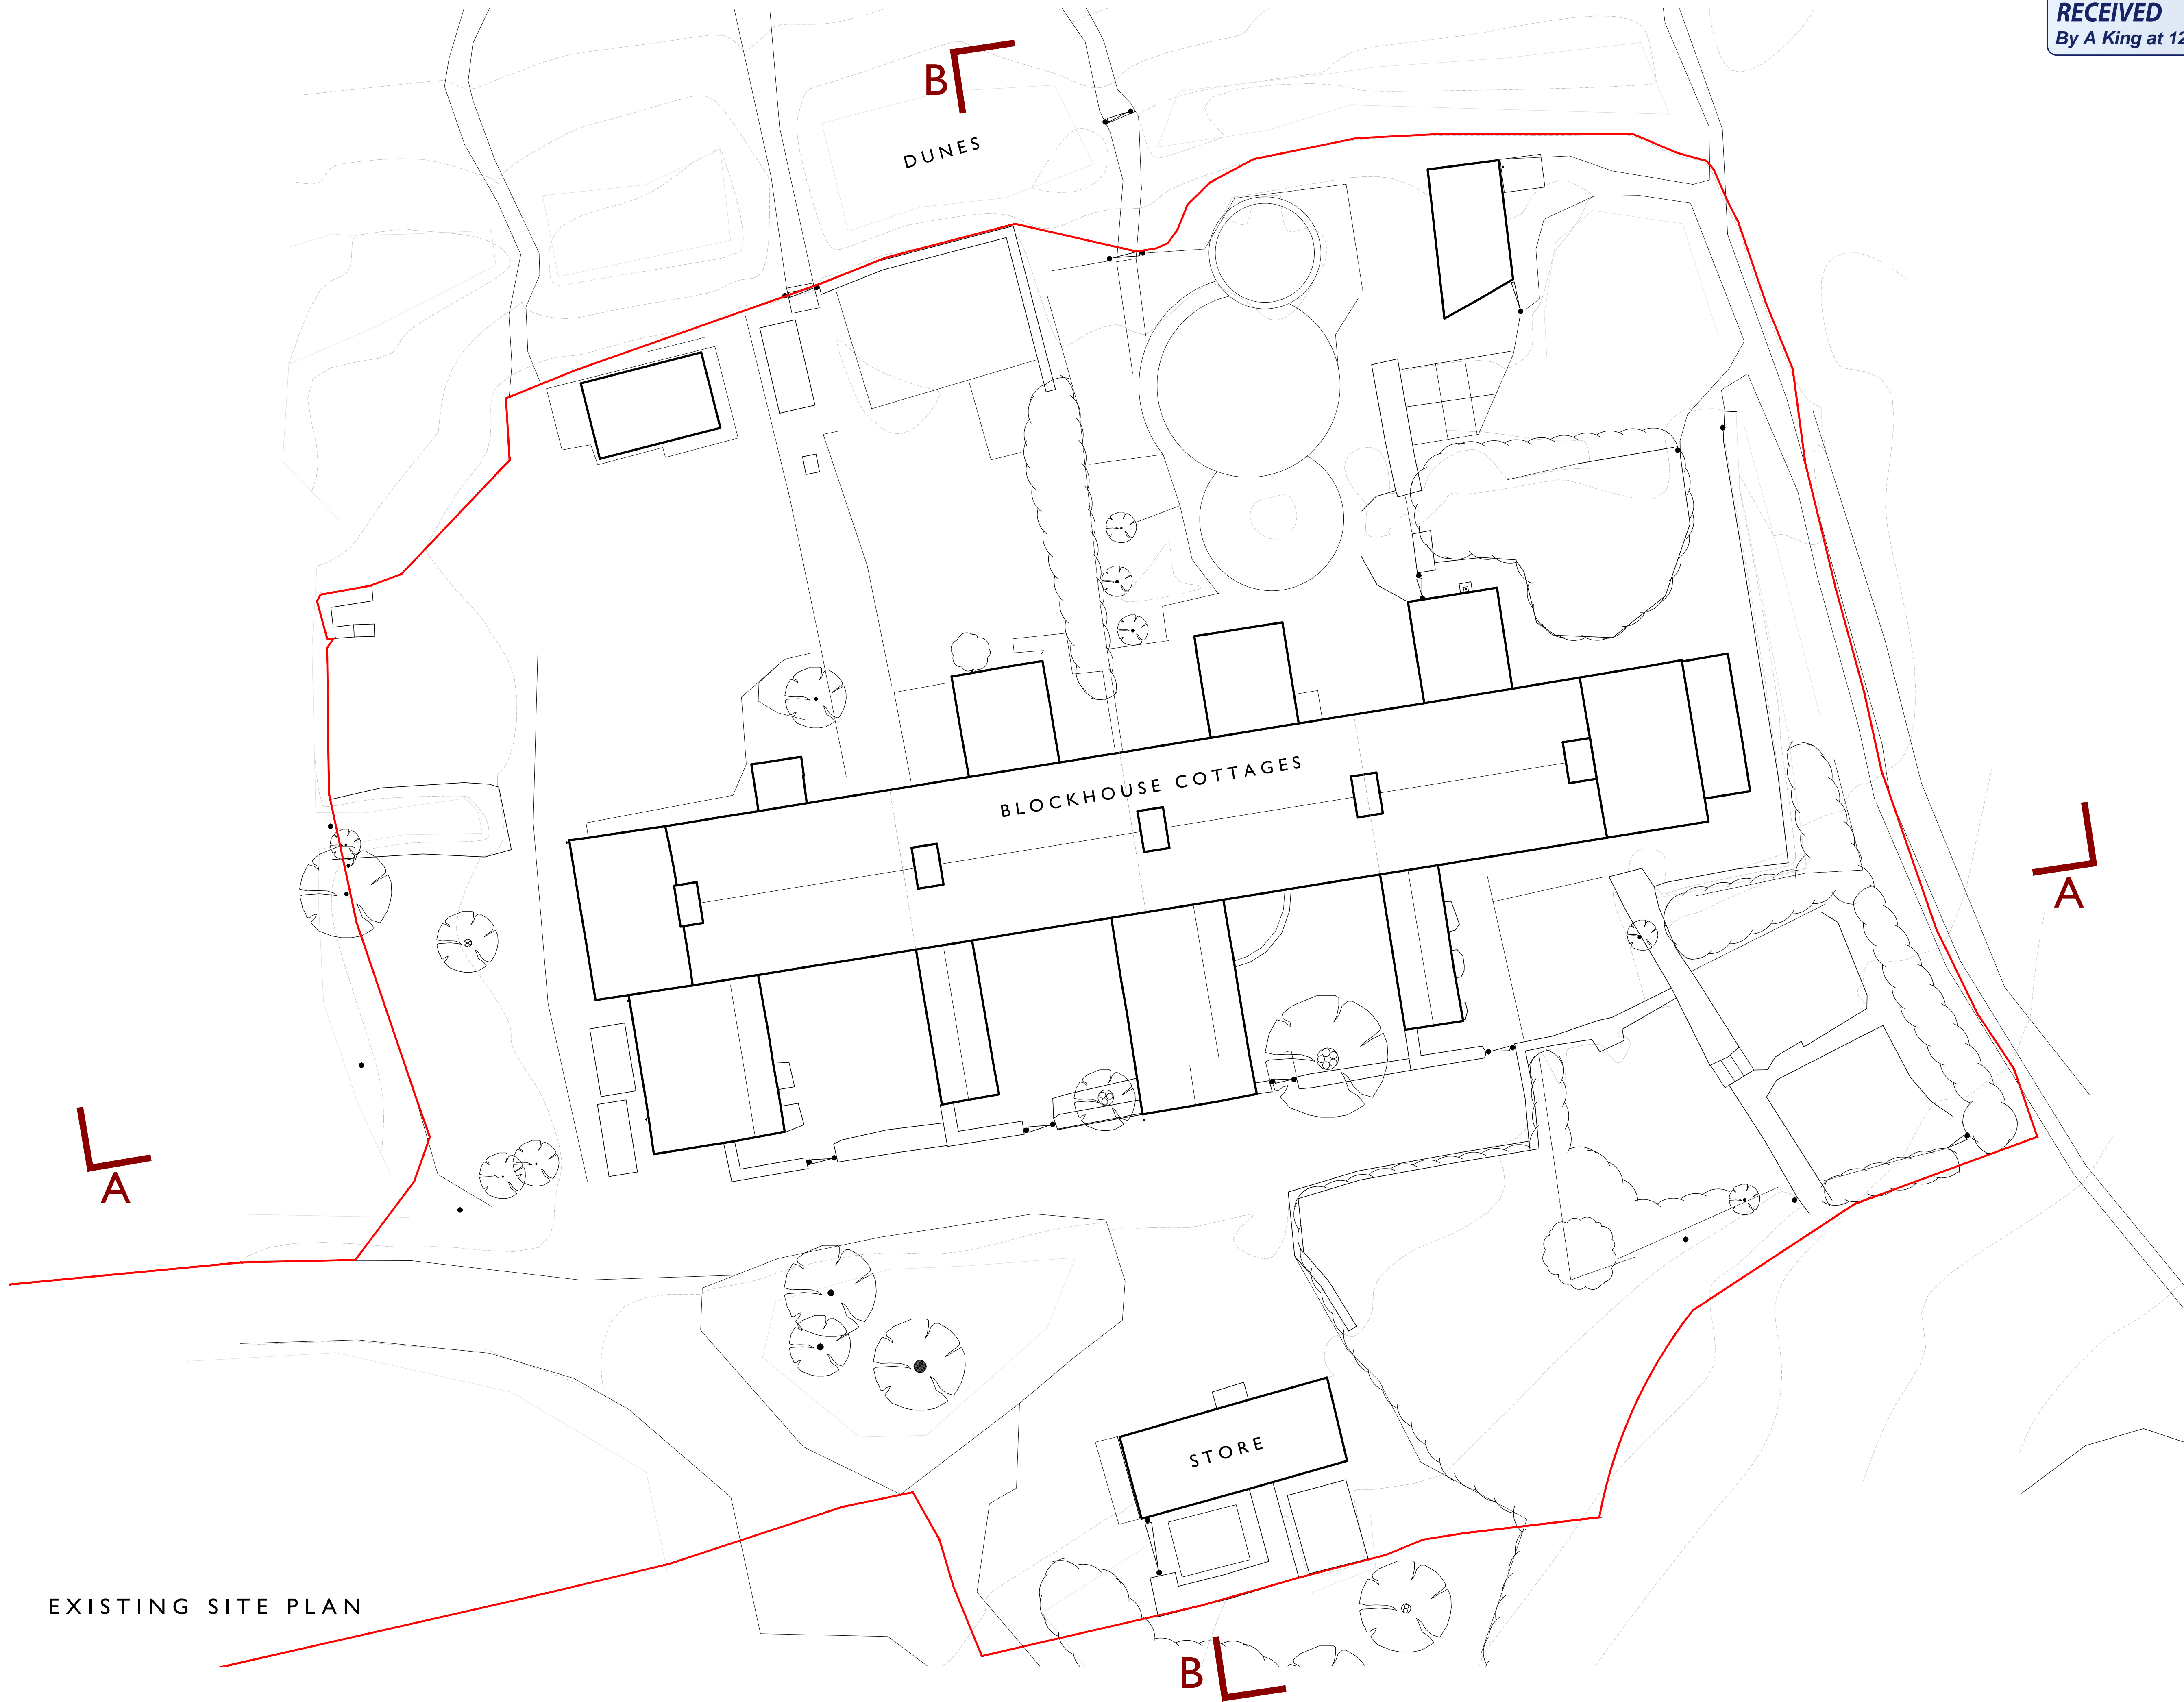 RECEIVED
By A King at 12
B
DUNES
BLOCKHOUSE COTTAGES
A
A
STORE
EXISTING SITE PLAN
B